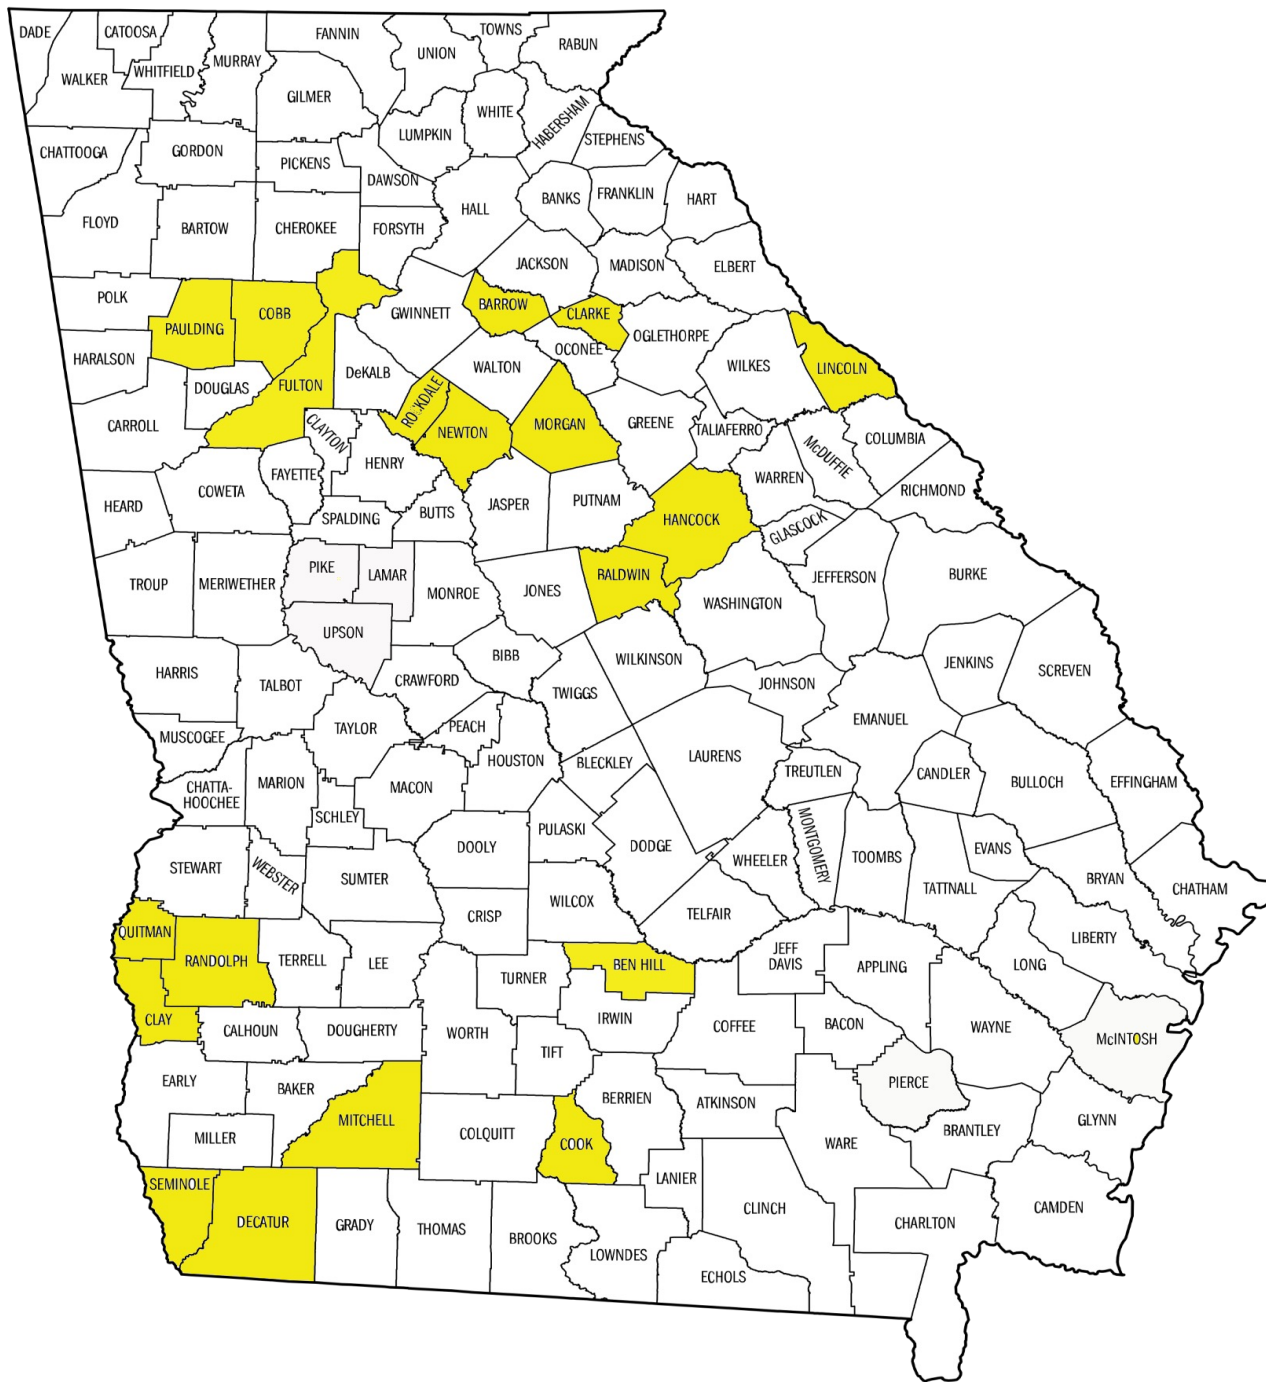 DADE
CATOOSA
WHITFIELD
MURRAY
FANNIN
UNION
TOWNS
RABUN
WALKER
GILMER
WHITE
HABERSHAM
STEPHENS
LUMPKIN
CHATTOOGA
GORDON
PICKENS
DAWSON
HALL
BANKS
FRANKLIN
HART
FLOYD
BARTOW
CHEROKEE
FORSYTH
JACKSON
MADISON
ELBERT
POLK
PAULDING
COBB
GWINNETT
BARROW
CLARKE
OGLETHORPE
OCONEE
HARALSON
DOUGLAS
FULTON
DeKALB
WALTON
WILKES
LINCOLN
ROCKDALE
CARROLL
CLAYTON
NEWTON
MORGAN
GREENE
TALIAFERRO
McDUFFIE
COLUMBIA
HENRY
FAYETTE
COWETA
HEARD
SPALDING
BUTTS
JASPER
PUTNAM
HANCOCK
WARREN
RICHMOND
GLASCOCK
TROUP
MERIWETHER
PIKE
LAMAR
MONROE
JONES
BALDWIN
WASHINGTON
JEFFERSON
BURKE
UPSON
HARRIS
TALBOT
CRAWFORD
BIBB
TWIGGS
WILKINSON
JOHNSON
JENKINS
SCREVEN
EMANUEL
MUSCOGEE
TAYLOR
PEACH
HOUSTON
BLECKLEY
LAURENS
TREUTLEN
CANDLER
BULLOCH
EFFINGHAM
CHATTA-
HOOCHEE
MARION
MACON
SCHLEY
PULASKI
DOOLY
DODGE
WHEELER
MONTGOMERY
TOOMBS
EVANS
TATTNALL
BRYAN
CHATHAM
STEWART
WEBSTER
SUMTER
CRISP
WILCOX
TELFAIR
LIBERTY
QUITMAN
RANDOLPH
TERRELL
LEE
TURNER
BEN HILL
JEFF
DAVIS
APPLING
LONG
CLAY
CALHOUN
DOUGHERTY
WORTH
TIFT
IRWIN
COFFEE
BACON
WAYNE
McINTOSH
EARLY
BAKER
MITCHELL
COLQUITT
COOK
BERRIEN
ATKINSON
PIERCE
BRANTLEY
GLYNN
MILLER
WARE
SEMINOLE
DECATUR
GRADY
THOMAS
BROOKS
LANIER
LOWNDES
CLINCH
ECHOLS
CHARLTON
CAMDEN